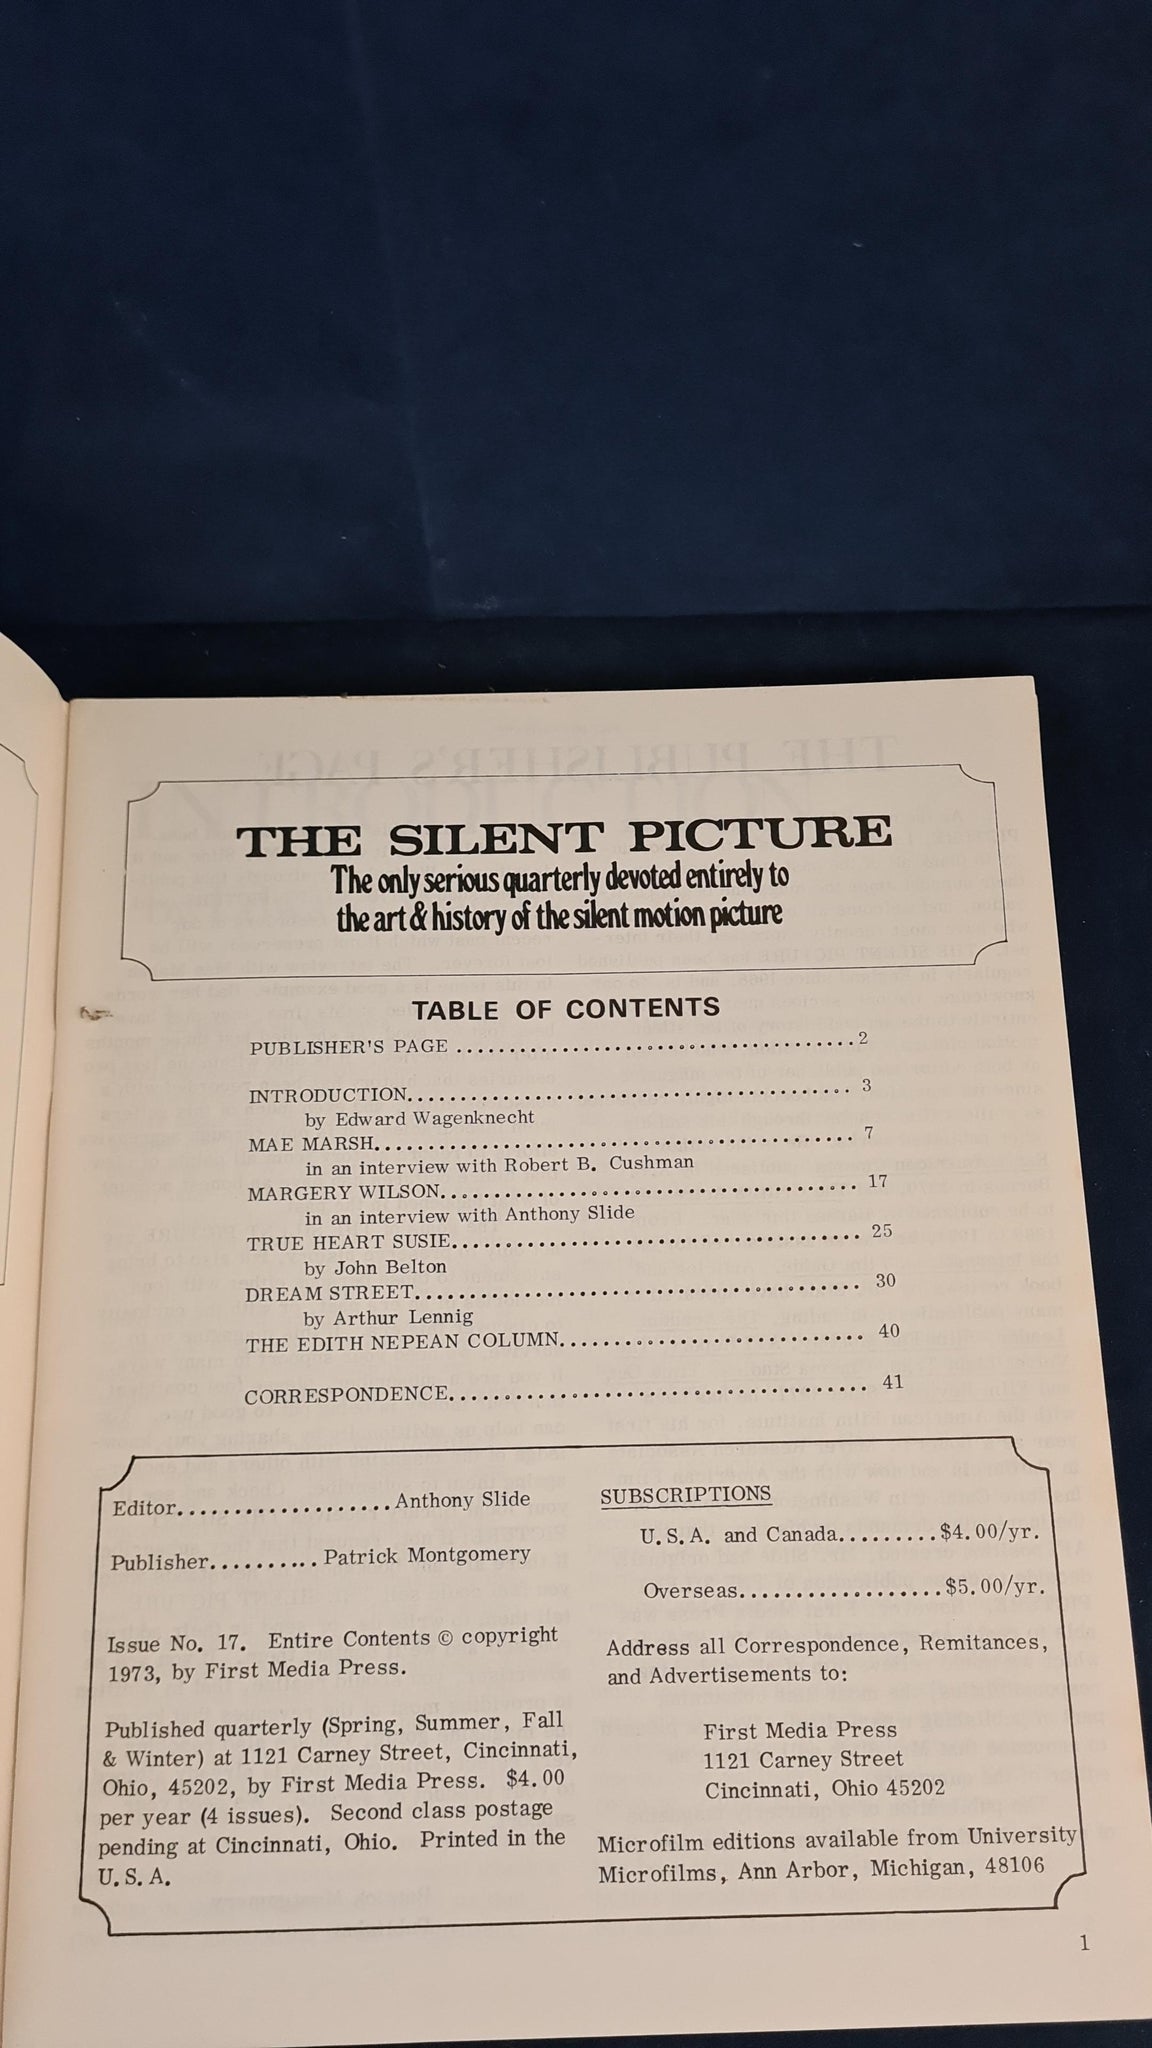 THE SILENT PICTURE
The only serious quarterly devoted entirely to
the art & history of the silent motion picture
TABLE OF CONTENTS
PUBLISHER'S PAGE ........................................2
INTRODUCTION............................................. 3
by Edward Wagenknecht
MAE MARSH................................................ 7
in an interview with Robert B. Cushman
MARGERY WILSON.......................................... 17
in an interview with Anthony Slide
TRUE HEART SUSIE......................................... 25
by John Belton
DREAM STREET............................................. 30
by Arthur Lennig
THE EDITH NEPEAN COLUMN.............................. 40
CORRESPONDENCE......................................... 41
Editor....................Anthony Slide
Publisher.......... Patrick Montgomery
Issue No. 17. Entire Contents © copyright
1973, by First Media Press.
Published quarterly (Spring, Summer, Fall
& Winter) at 1121 Carney Street, Cincinnati,
Ohio, 45202, by First Media Press. $4.00
per year (4 issues). Second class postage
pending at Cincinnati, Ohio. Printed in the
U.S.A.
SUBSCRIPTIONS
U.S.A. and Canada.........$4.00/yr.
Overseas...................$5.00/yr.
Address all Correspondence, Remitances,
and Advertisements to:
First Media Press
1121 Carney Street
Cincinnati, Ohio 45202
Microfilm editions available from University
Microfilms, Ann Arbor, Michigan, 48106
1